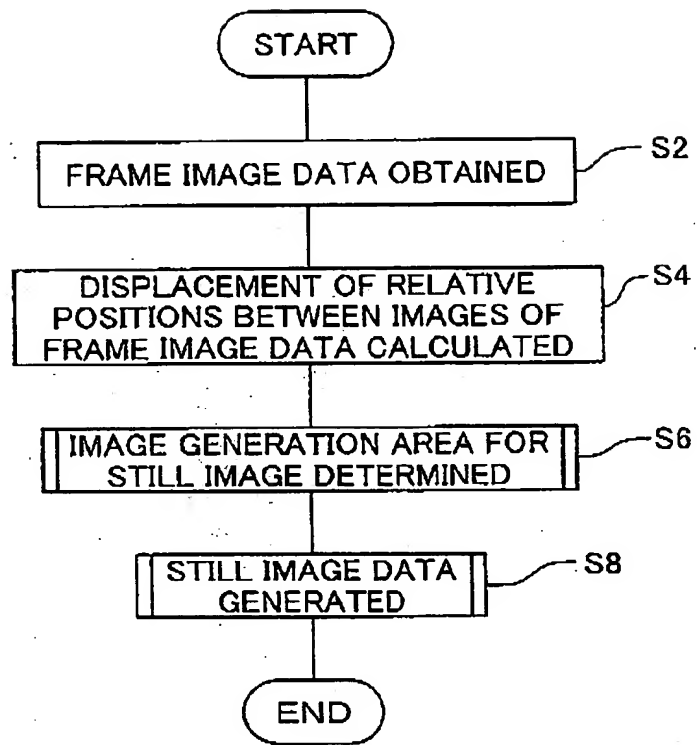 START
FRAME IMAGE DATA OBTAINED
S2
DISPLACEMENT OF RELATIVE
POSITIONS BETWEEN IMAGES OF
FRAME IMAGE DATA CALCULATED
S4
IMAGE GENERATION AREA FOR
STILL IMAGE DETERMINED
S6
STILL IMAGE DATA
GENERATED
S8
END